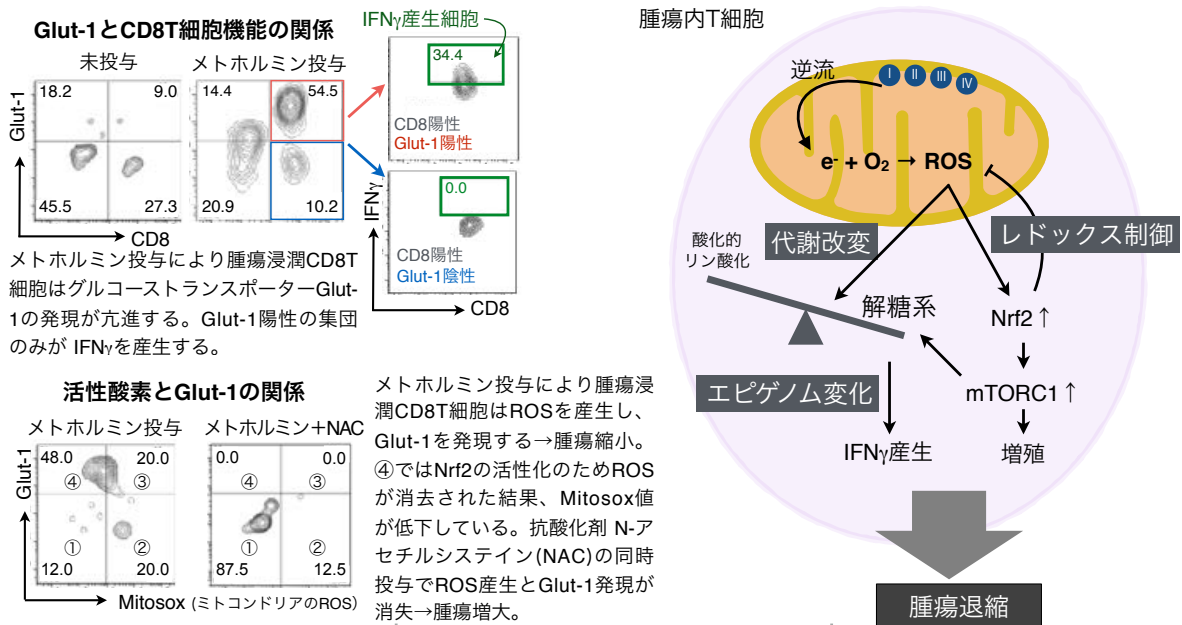 Glut-1とCD8T細胞機能の関係
未投与
メトホルミン投与
18.2
9.0
45.5
27.3
14.4
54.5
20.9
10.2
Glut-1
CD8
IFNγ産生細胞
34.4
CD8陽性
Glut-1陽性
0.0
CD8陽性
Glut-1陰性
IFNγ
CD8
メトホルミン投与により腫瘍浸潤CD8T
細胞はグルコーストランスポーターGlut-
1の発現が亢進する。Glut-1陽性の集団
のみが IFNγを産生する。
活性酸素とGlut-1の関係
メトホルミン投与
メトホルミン+NAC
48.0
20.0
④
③
①
②
12.0
20.0
0.0
0.0
④
③
①
②
87.5
12.5
Glut-1
Mitosox (ミトコンドリアのROS)
メトホルミン投与により腫瘍浸
潤CD8T細胞はROSを産生し、
Glut-1を発現する→腫瘍縮小。
④ではNrf2の活性化のためROS
が消去された結果、Mitosox値
が低下している。抗酸化剤 N-ア
セチルシステイン(NAC)の同時
投与でROS産生とGlut-1発現が
消失→腫瘍増大。
腫瘍内T細胞
逆流
I
II
III
IV
e- + O2 → ROS
酸化的
リン酸化
代謝改変
レドックス制御
解糖系
Nrf2↑
エピゲノム変化
mTORC1↑
IFNγ産生
増殖
腫瘍退縮